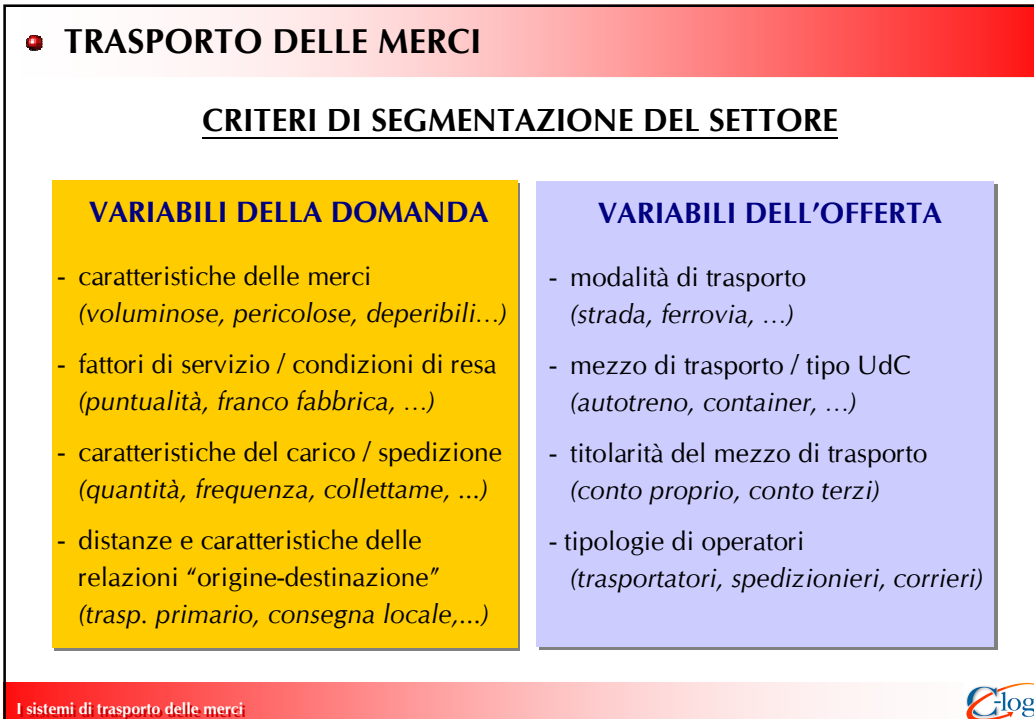 TRASPORTO DELLE MERCI
CRITERI DI SEGMENTAZIONE DEL SETTORE
VARIABILI DELLA DOMANDA
- caratteristiche delle merci
(voluminose, pericolose, deperibili…)
- fattori di servizio / condizioni di resa
(puntualità, franco fabbrica, …)
- caratteristiche del carico / spedizione
(quantità, frequenza, collettame, ...)
- distanze e caratteristiche delle
relazioni “origine-destinazione”
(trasp. primario, consegna locale,...)
VARIABILI DELL’OFFERTA
- modalità di trasporto
(strada, ferrovia, …)
- mezzo di trasporto / tipo UdC
(autotreno, container, …)
- titolarità del mezzo di trasporto
(conto proprio, conto terzi)
- tipologie di operatori
(trasportatori, spedizionieri, corrieri)
I sistemi di trasporto delle merci
C-log